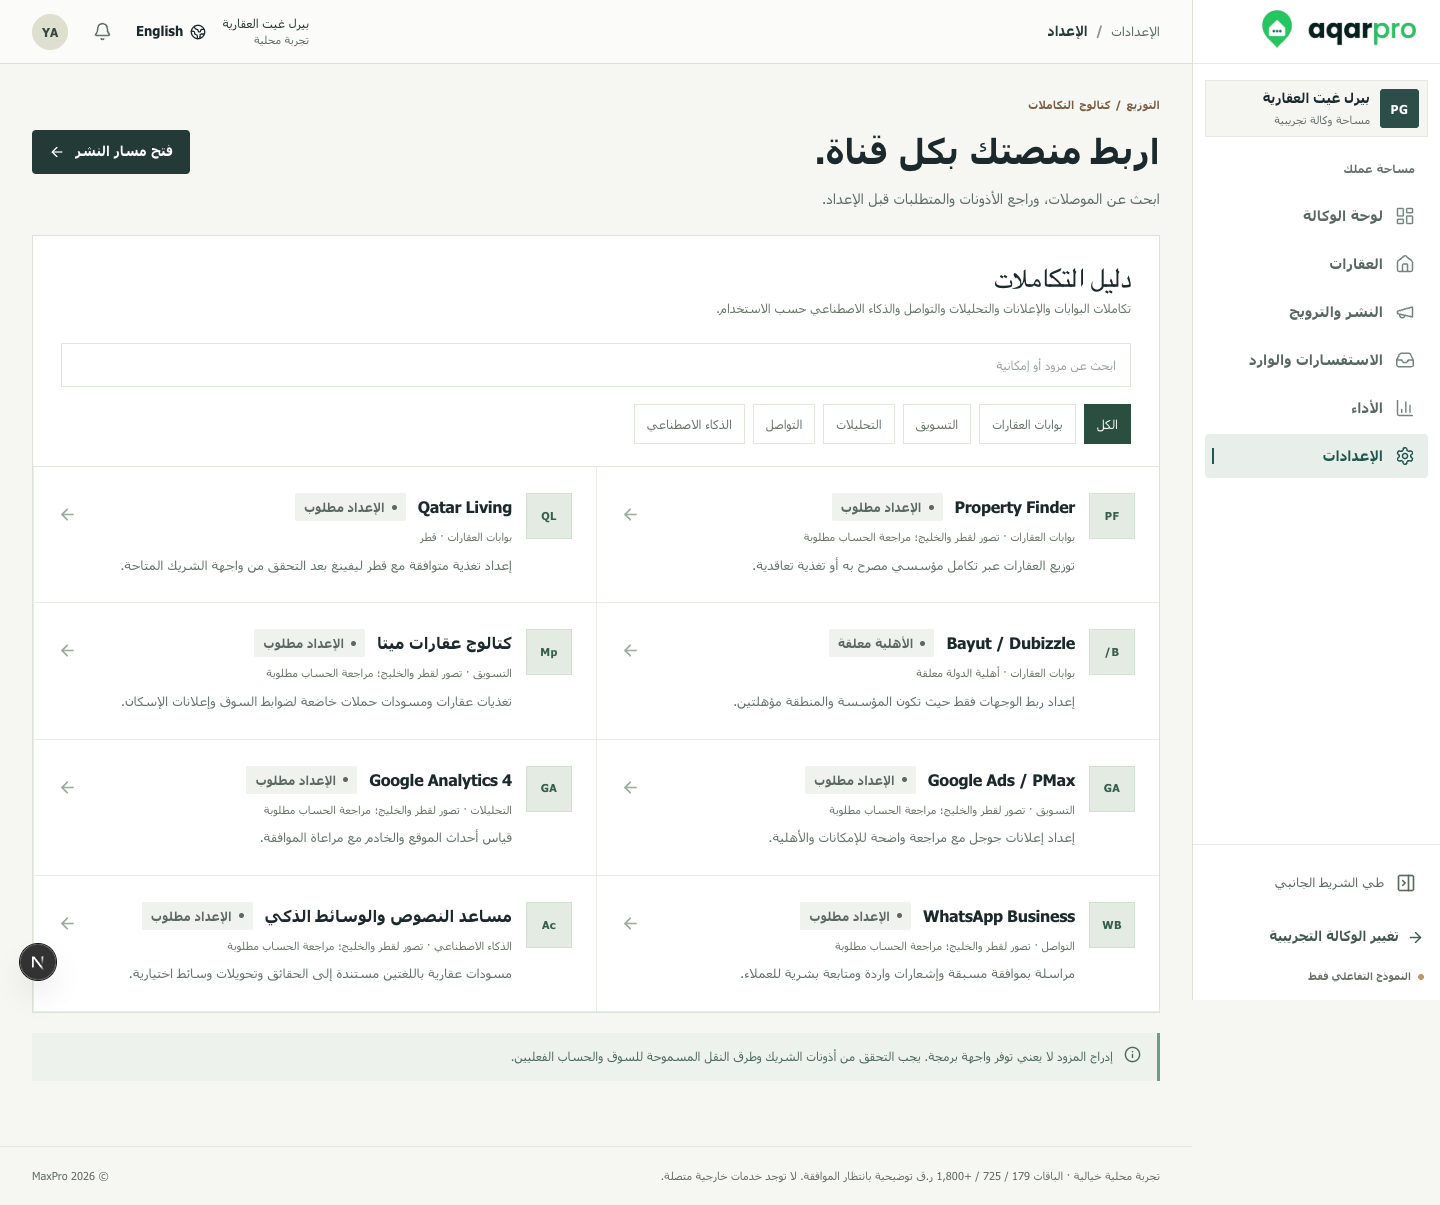 aqarpro
الإعدادات / الإعداد
بيرل غيت العقارية
تجربة محلية
English
YA
PG
بيرل غيت العقارية
مساحة وكالة تجريبية
مساحة عملك
لوحة الوكالة
العقارات
النشر والترويج
الاستفسارات والوارد
الأداء
الإعدادات
طي الشريط الجانبي
تغيير الوكالة التجريبية
النموذج التفاعلي فقط
التوزيع / كتالوج التكاملات
اربط منصتك بكل قناة.
فتح مسار النشر
ابحث عن الموصلات، وراجع الأذونات والمتطلبات قبل الإعداد.
دليل التكاملات
تكاملات البوابات والإعلانات والتحليلات والتواصل والذكاء الاصطناعي حسب الاستخدام.
ابحث عن مزود أو إمكانية
الكل
بوابات العقارات
التسويق
التحليلات
التواصل
الذكاء الاصطناعي
PF
Property Finder
الإعداد مطلوب
بوابات العقارات · تصور لقطر والخليج؛ مراجعة الحساب مطلوبة
توزيع العقارات عبر تكامل مؤسسي مصرح به أو تغذية تعاقدية.
QL
Qatar Living
الإعداد مطلوب
بوابات العقارات · قطر
إعداد تغذية متوافقة مع قطر ليفينغ بعد التحقق من واجهة الشريك المتاحة.
B/
Bayut / Dubizzle
الأهلية معلقة
بوابات العقارات · أهلية الدولة معلقة
إعداد ربط الوجهات فقط حيث تكون المؤسسة والمنطقة مؤهلتين.
Mp
كتالوج عقارات ميتا
الإعداد مطلوب
التسويق · تصور لقطر والخليج؛ مراجعة الحساب مطلوبة
تغذيات عقارات ومسودات حملات خاضعة لضوابط السوق وإعلانات الإسكان.
GA
Google Ads / PMax
الإعداد مطلوب
التسويق · تصور لقطر والخليج؛ مراجعة الحساب مطلوبة
إعداد إعلانات جوجل مع مراجعة واضحة للإمكانات والأهلية.
GA
Google Analytics 4
الإعداد مطلوب
التحليلات · تصور لقطر والخليج؛ مراجعة الحساب مطلوبة
قياس أحداث الموقع والخادم مع مراعاة الموافقة.
WB
WhatsApp Business
الإعداد مطلوب
التواصل · تصور لقطر والخليج؛ مراجعة الحساب مطلوبة
مراسلة بموافقة مسبقة وإشعارات واردة ومتابعة بشرية للعملاء.
Ac
مساعد النصوص والوسائط الذكي
الإعداد مطلوب
الذكاء الاصطناعي · تصور لقطر والخليج؛ مراجعة الحساب مطلوبة
مسودات عقارية باللغتين مستندة إلى الحقائق وتحويلات وسائط اختيارية.
N
إدراج المزود لا يعني توفر واجهة برمجة. يجب التحقق من أذونات الشريك وطرق النقل المسموحة للسوق والحساب الفعليين.
تجربة محلية خيالية · الباقات 179 / 725 / +1,800 ر.ق توضيحية بانتظار الموافقة. لا توجد خدمات خارجية متصلة.
© 2026 MaxPro